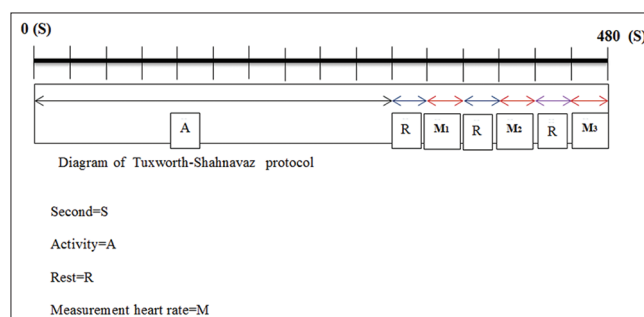 0 (S) 480 (S)
A R M1 R M2 R M3
Diagram of Tuxworth-Shahnavaz protocol
Second=S
Activity=A
Rest=R
Measurement heart rate=M